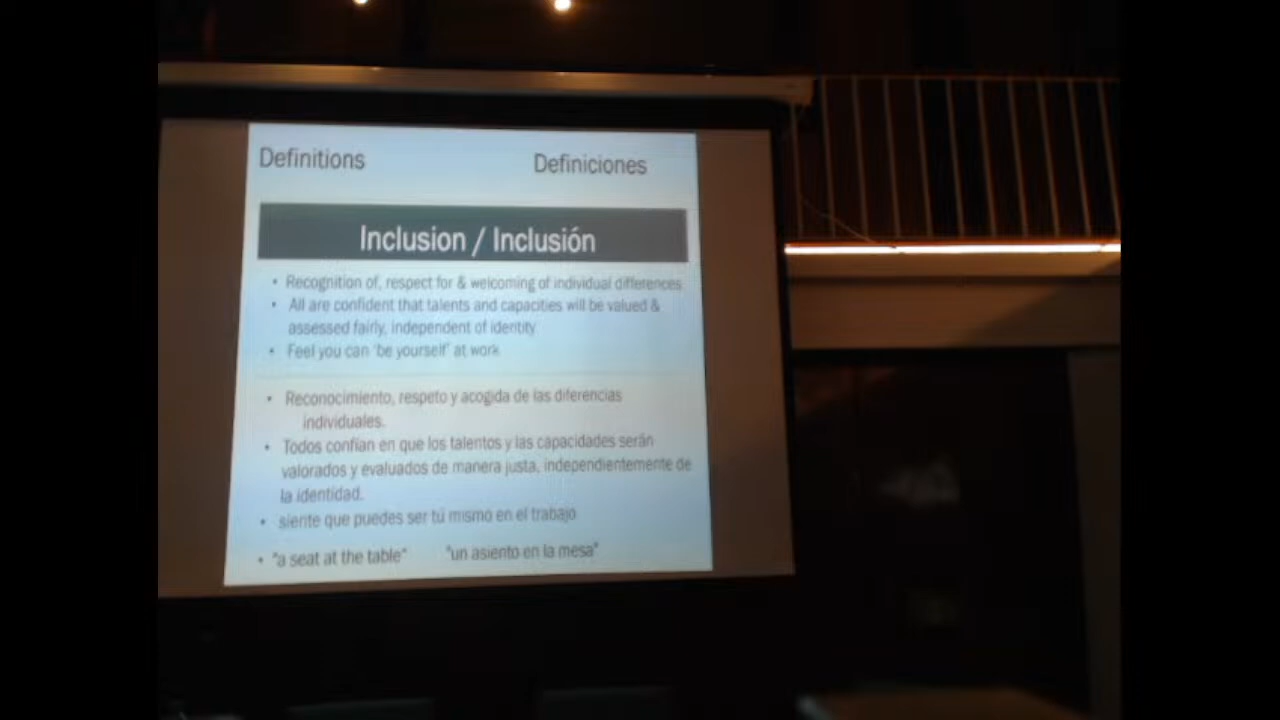 Definitions Definiciones
Inclusion / Inclusión
• Recognition of, respect for & welcoming of individual differences
• All are confident that talents and capacities will be valued &
assessed fairly, independent of identity
• Feel you can 'be yourself' at work
• Reconocimiento, respeto y acogida de las diferencias
individuales.
• Todos confían en que los talentos y las capacidades serán
valorados y evaluados de manera justa, independientemente de
la identidad.
• siente que puedes ser tú mismo en el trabajo
• "a seat at the table" "un asiento en la mesa"